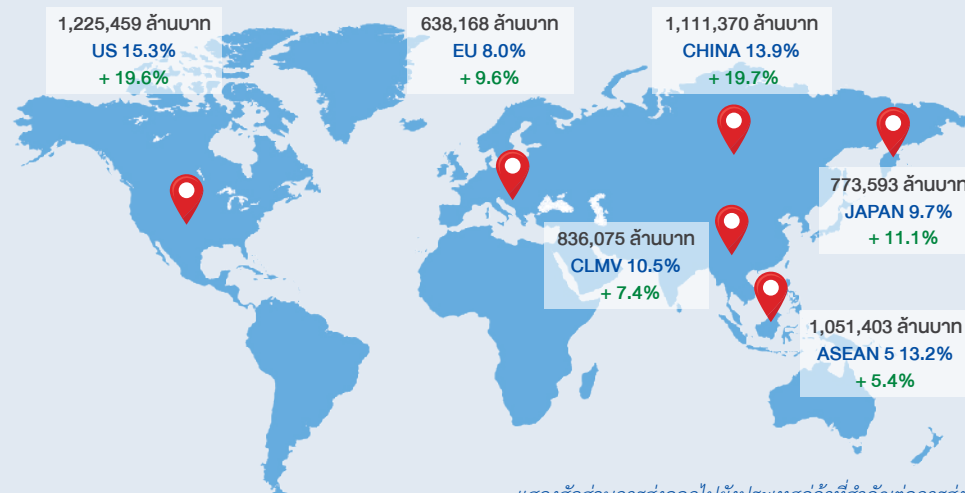 1,225,459 ล้านบาท
US 15.3%
+ 19.6%
638,168 ล้านบาท
EU 8.0%
+ 9.6%
1,111,370 ล้านบาท
CHINA 13.9%
+ 19.7%
773,593 ล้านบาท
JAPAN 9.7%
+ 11.1%
836,075 ล้านบาท
CLMV 10.5%
+ 7.4%
1,051,403 ล้านบาท
ASEAN 5 13.2%
+ 5.4%